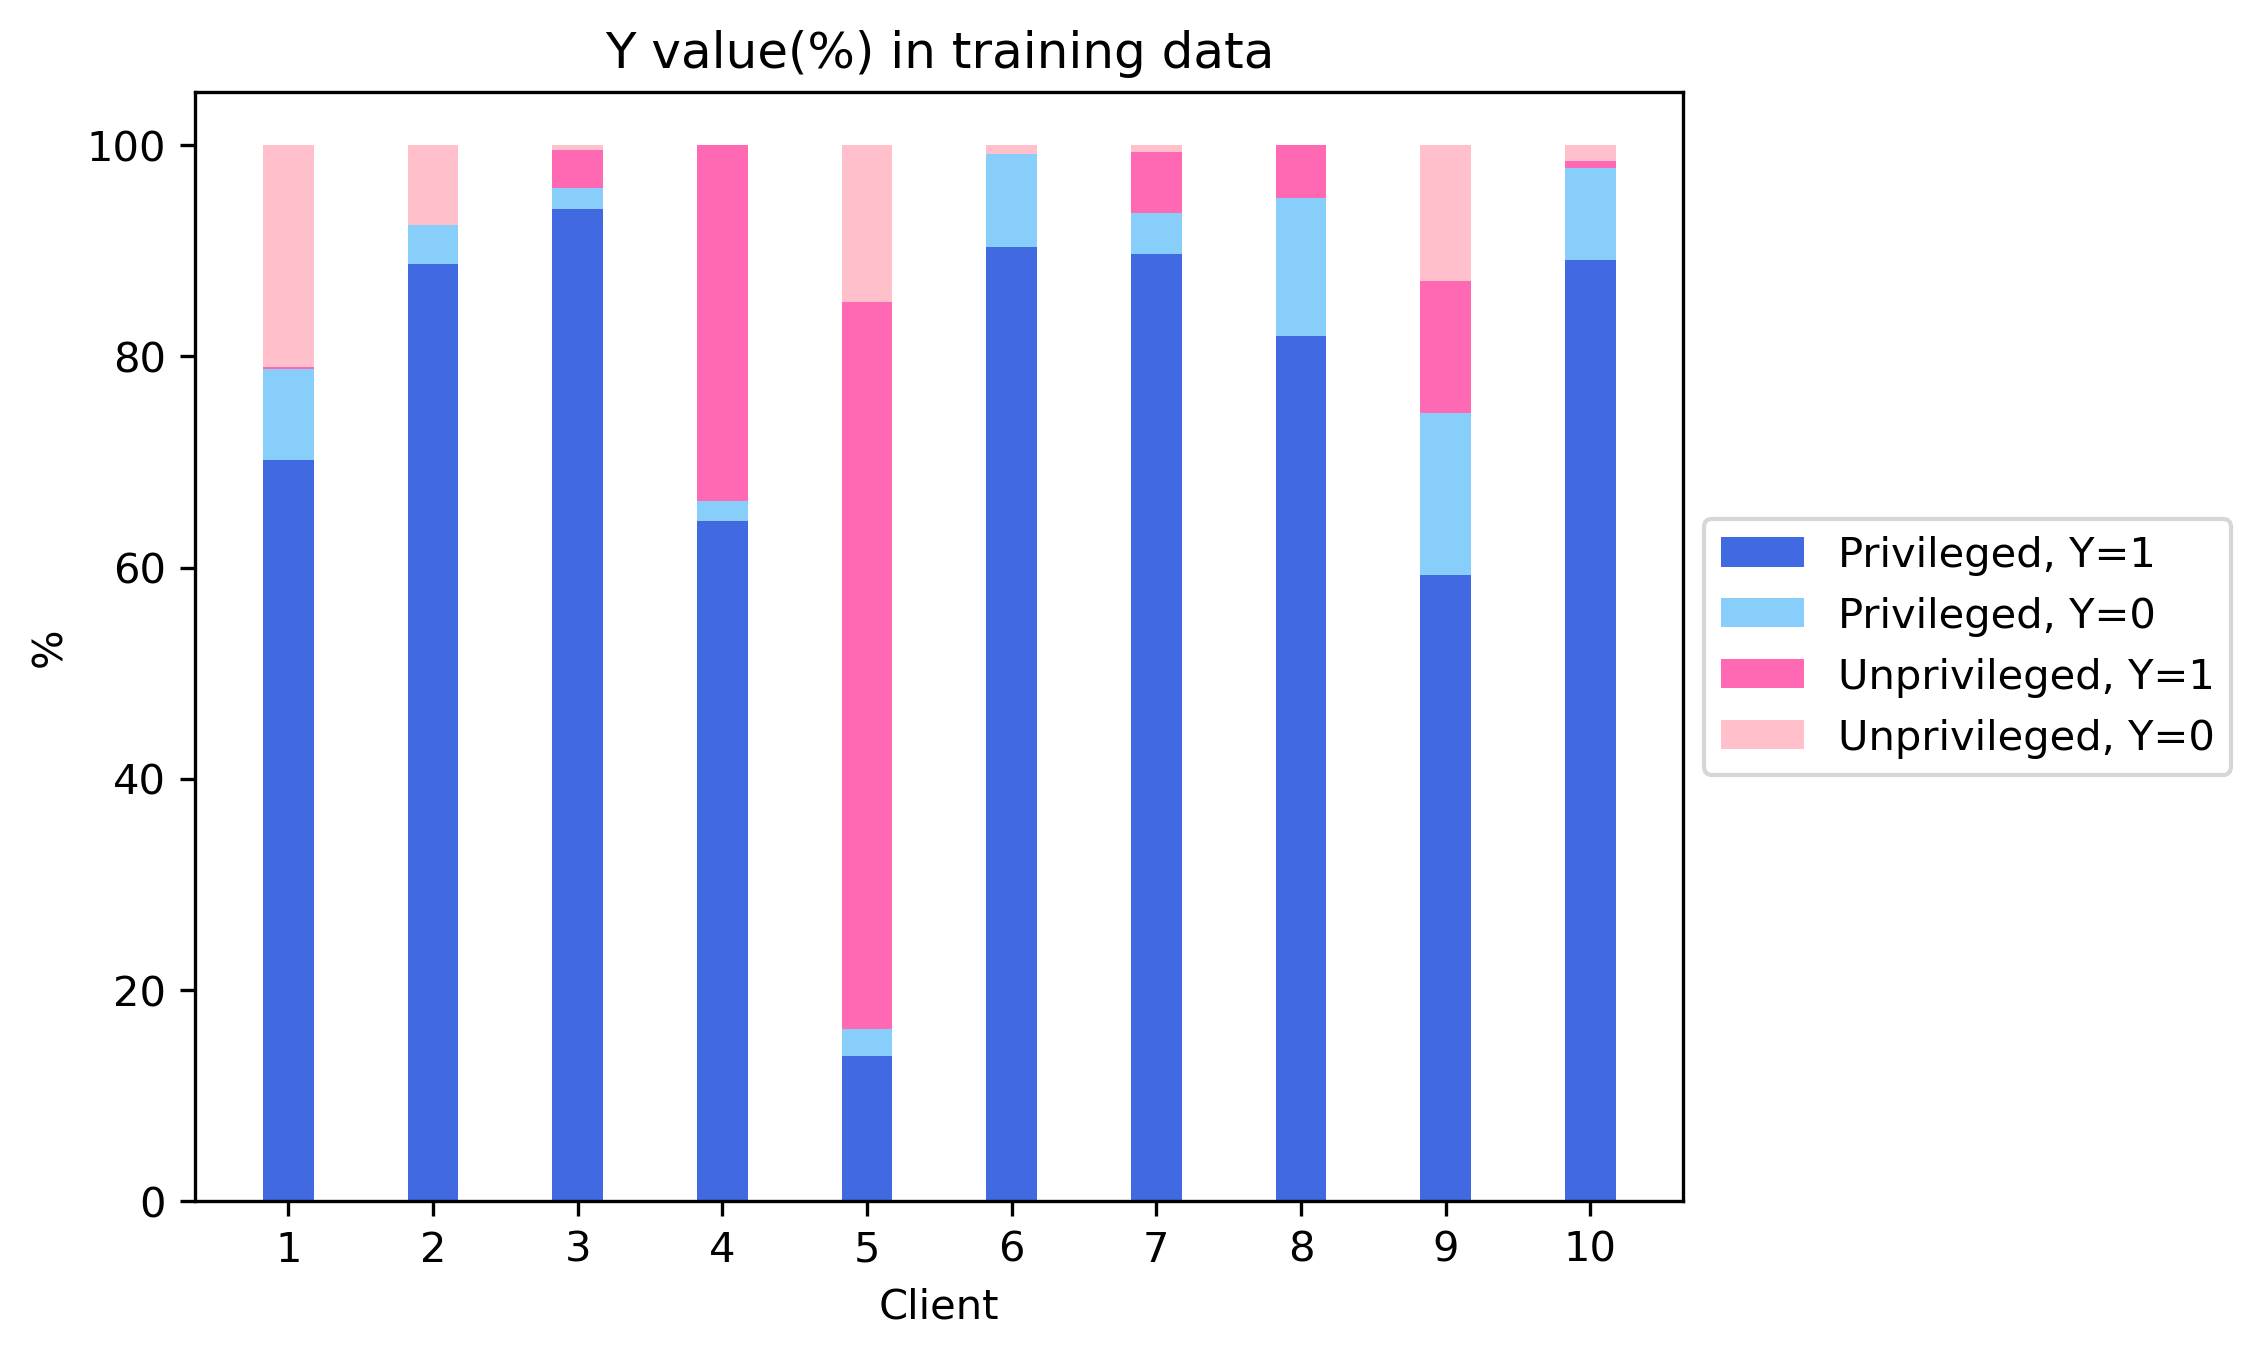 Y value(%) in training data
100
80
60
40
20
0
%
1 2 3 4 5 6 7 8 9 10
Client
Privileged, Y=1
Privileged, Y=0
Unprivileged, Y=1
Unprivileged, Y=0